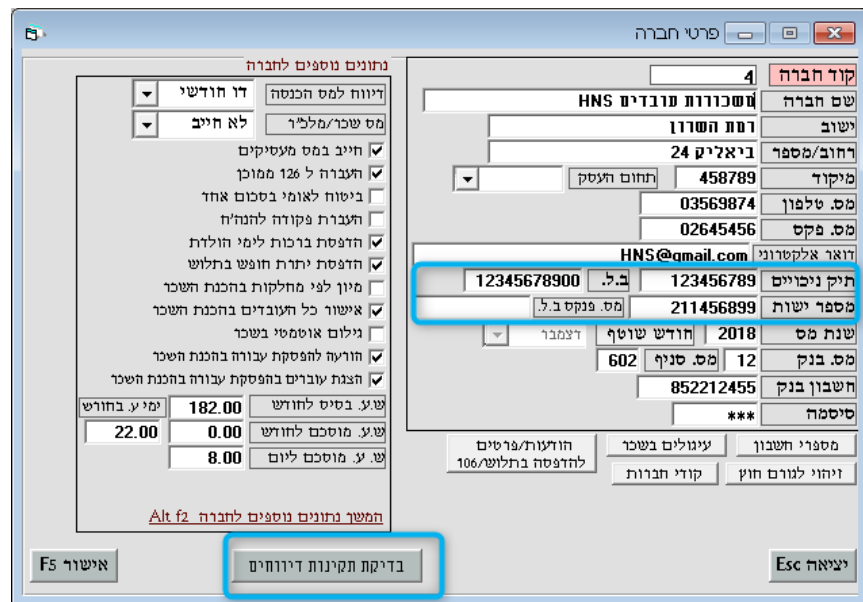 פרטי חברה
קוד חברה 4
שם חברה משכורות עובדים HNS
ישוב רמת השרון
רחוב/מספר ביאליק 24
מיקוד 458789 תחום העסק
מס. טלפון 03569874
מס. פקס 02645456
דואר אלקטרוני HNS@gmail.com
תיק ניכויים 123456789 ב.ל. 12345678900
מספר ישות 211456899 מס. פנקס ב.ל.
שנת מס 2018 חודש שוטף דצמבר
מס. בנק 12 מס. סניף 602
חשבון בנק 852212455
סיסמה ***
מספרי חשבון עיגולים בשכר הודעות/פרטים
להדפסה בתלוש/106
זיהוי לגורם חוץ קודי חברות
יציאה Esc
נתונים נוספים לחברה
דיווח למס הכנסה דו חודשי
מס שכר/מלכ"ר לא חייב
חייב במס מעסיקים
העברה ל 126 ממוכן
ביטוח לאומי בסכום אחד
העברת פקודה להנה"ח
הדפסת ברכות לימי הולדת
הדפסת יתרת חופש בתלוש
מיון לפי מחלקות בהכנת השכר
אישור כל העובדים בהכנת השכר
גילום אוטמטי בשכר
הודעה להפסקת עבודה בהכנת השכר
הצגת עוברים בהפסקת עבודה בהכנת השכר
ש.ע. בסיס לחודש 182.00 ימי ע. בחודש
ש.ע. מוסכם לחודש 0.00 22.00
ש. ע. מוסכם ליום 8.00
המשך נתונים נוספים לחברה Alt f2
בדיקת תקינות דיווחים
אישור F5